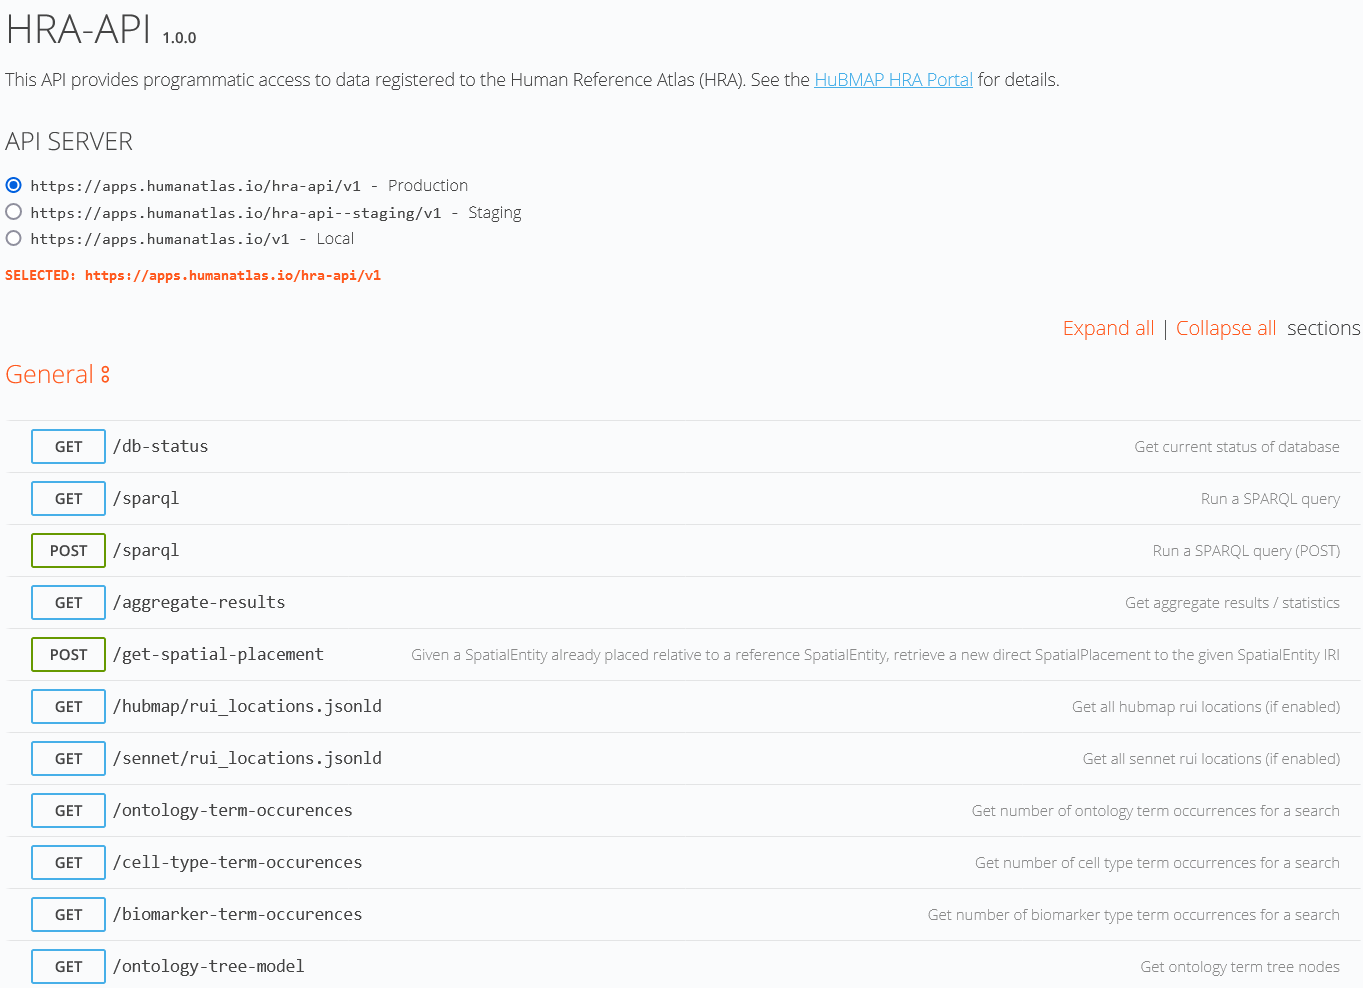 HRA-API 1.0.0
This API provides programmatic access to data registered to the Human Reference Atlas (HRA). See the HuBMAP HRA Portal for details.
API SERVER
https://apps.humanatlas.io/hra-api/v1 - Production
https://apps.humanatlas.io/hra-api--staging/v1 - Staging
https://apps.humanatlas.io/v1 - Local
SELECTED: https://apps.humanatlas.io/hra-api/v1
Expand all | Collapse all sections
General
GET /db-status Get current status of database
GET /sparql Run a SPARQL query
POST /sparql Run a SPARQL query (POST)
GET /aggregate-results Get aggregate results / statistics
POST /get-spatial-placement Given a SpatialEntity already placed relative to a reference SpatialEntity, retrieve a new direct SpatialPlacement to the given SpatialEntity IRI
GET /hubmap/rui_locations.jsonld Get all hubmap rui locations (if enabled)
GET /sennet/rui_locations.jsonld Get all sennet rui locations (if enabled)
GET /ontology-term-occurences Get number of ontology term occurrences for a search
GET /cell-type-term-occurences Get number of cell type term occurrences for a search
GET /biomarker-term-occurences Get number of biomarker type term occurrences for a search
GET /ontology-tree-model Get ontology term tree nodes